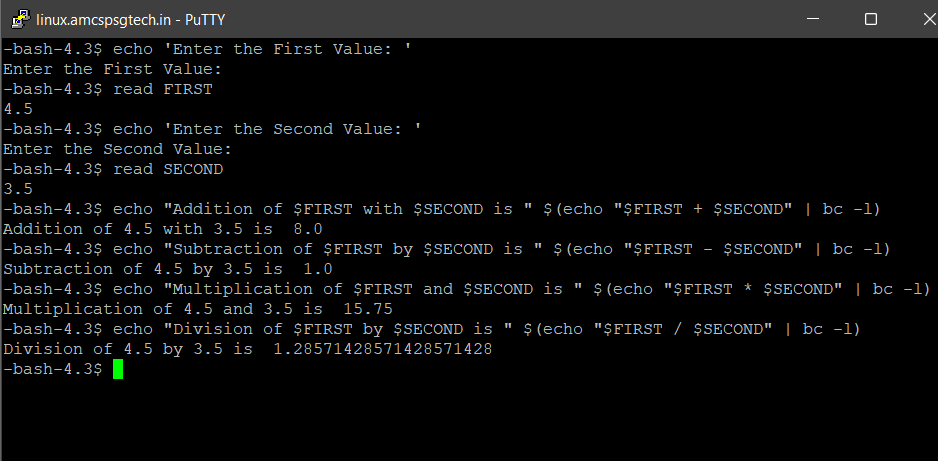 linux.amcspsgtech.in - PuTTY
-bash-4.3$ echo 'Enter the First Value: '
Enter the First Value:
-bash-4.3$ read FIRST
4.5
-bash-4.3$ echo 'Enter the Second Value: '
Enter the Second Value:
-bash-4.3$ read SECOND
3.5
-bash-4.3$ echo "Addition of $FIRST with $SECOND is " $(echo "$FIRST + $SECOND" | bc -l)
Addition of 4.5 with 3.5 is  8.0
-bash-4.3$ echo "Subtraction of $FIRST by $SECOND is " $(echo "$FIRST - $SECOND" | bc -l)
Subtraction of 4.5 by 3.5 is  1.0
-bash-4.3$ echo "Multiplication of $FIRST and $SECOND is " $(echo "$FIRST * $SECOND" | bc -l)
Multiplication of 4.5 and 3.5 is  15.75
-bash-4.3$ echo "Division of $FIRST by $SECOND is " $(echo "$FIRST / $SECOND" | bc -l)
Division of 4.5 by 3.5 is  1.28571428571428571428
-bash-4.3$